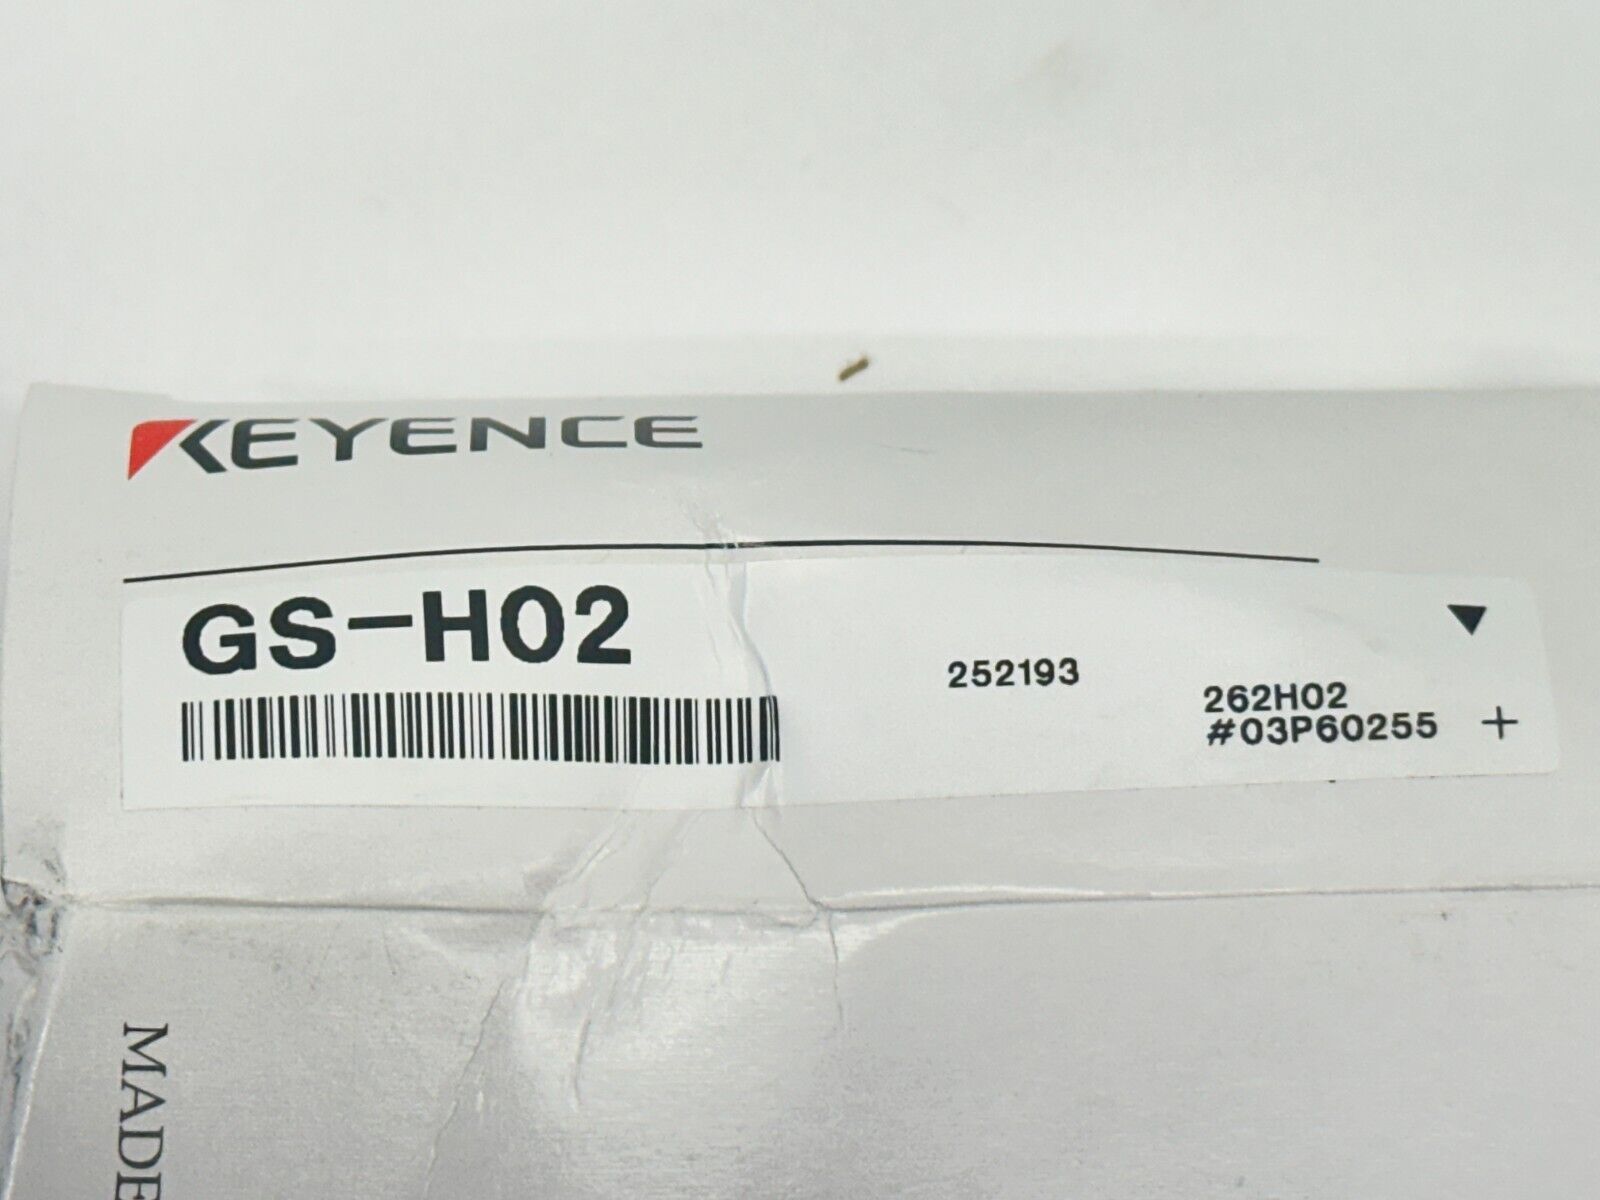 KEYENCE
GS-H02
252193
262H02
#03P60255 +
MADE